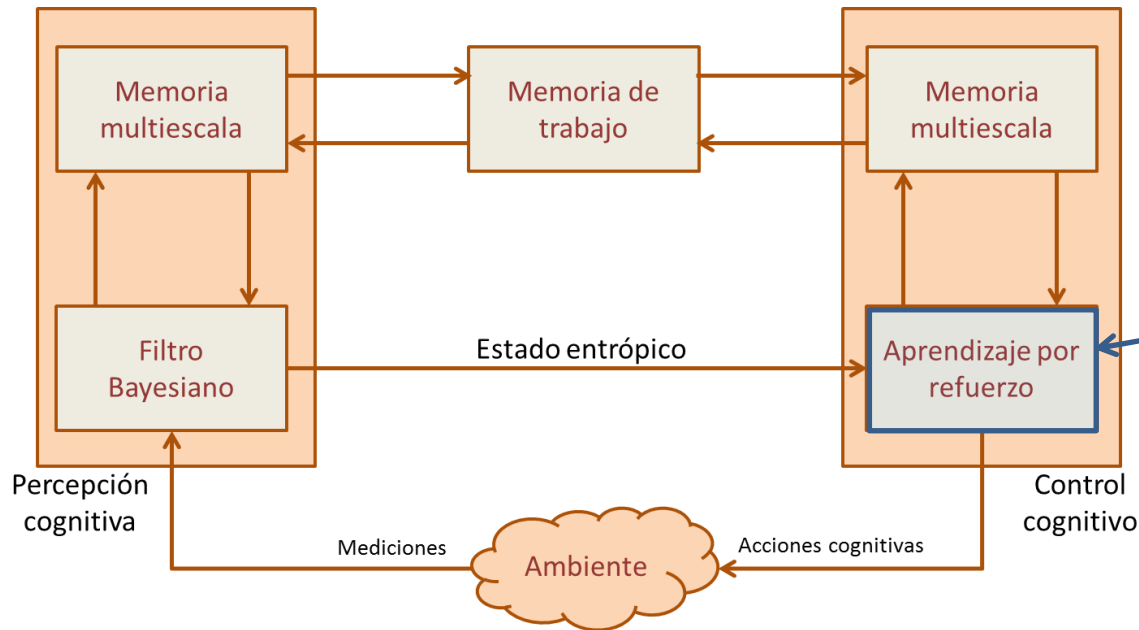 Memoria
multiescala
Memoria de
trabajo
Memoria
multiescala
Filtro
Bayesiano
Estado entrópico
Aprendizaje por
refuerzo
Percepción
cognitiva
Control
cognitivo
Mediciones
Ambiente
Acciones cognitivas